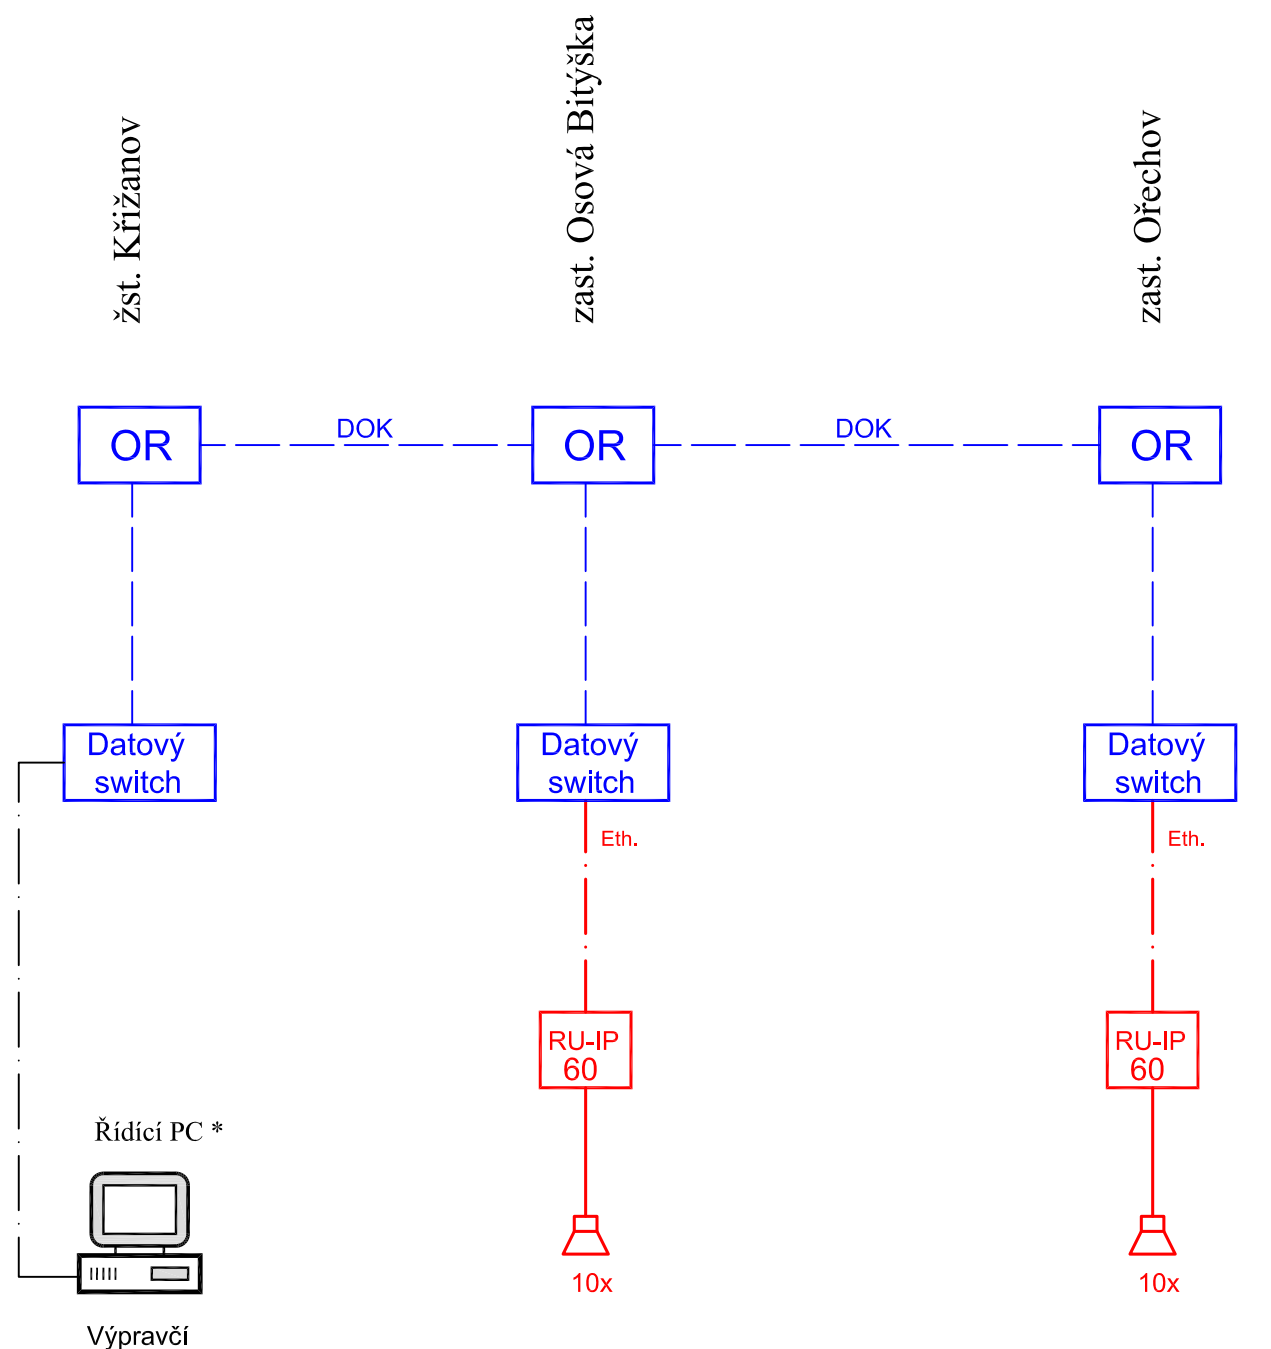 žst. Křižanov
zast. Osová Bitýška
zast. Ořechov
OR
DOK
OR
DOK
OR
Datový
switch
Datový
switch
Datový
switch
Eth.
Eth.
RU-IP
60
RU-IP
60
Řídící PC *
10x
10x
Výpravčí